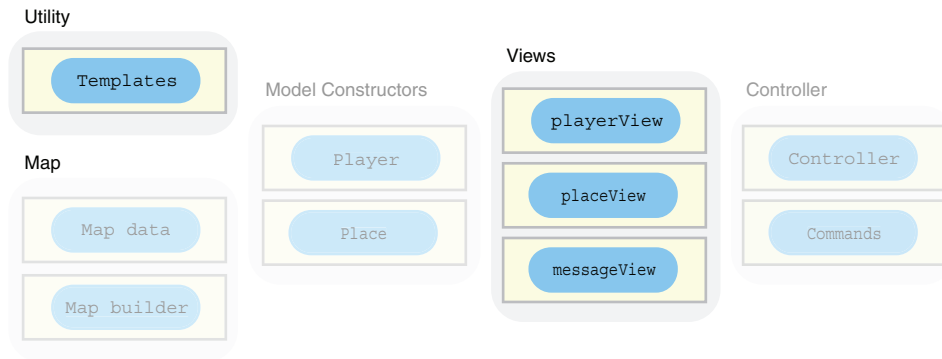 Utility
Templates
Map
Map data
Map builder
Model Constructors
Player
Place
Views
playerView
placeView
messageView
Controller
Controller
Commands